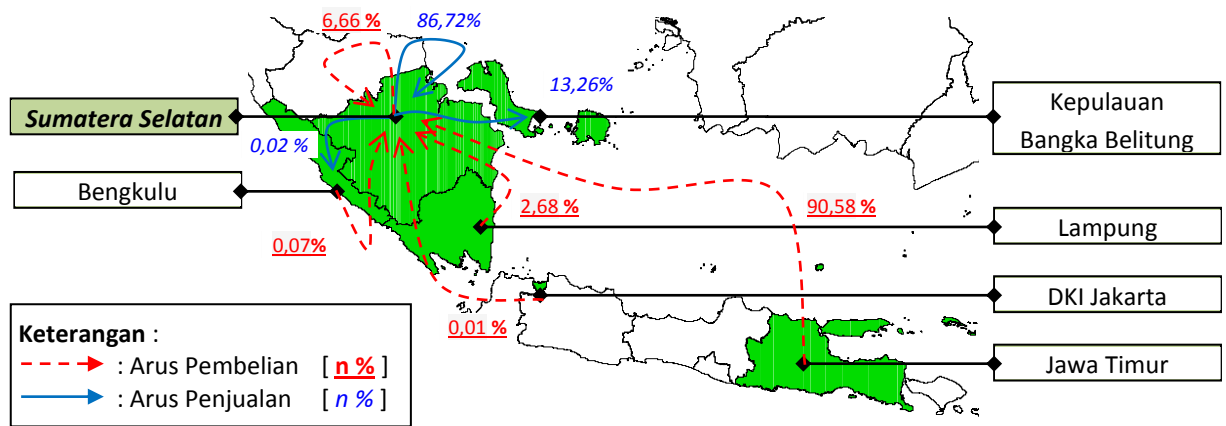 6,66 %
86,72%
13,26%
Sumatera Selatan
Kepulauan
Bangka Belitung
0,02 %
Bengkulu
2,68 %
90,58 %
Lampung
0,07%
DKI Jakarta
0,01 %
Keterangan :
: Arus Pembelian [ n % ]
: Arus Penjualan [ n % ]
Jawa Timur